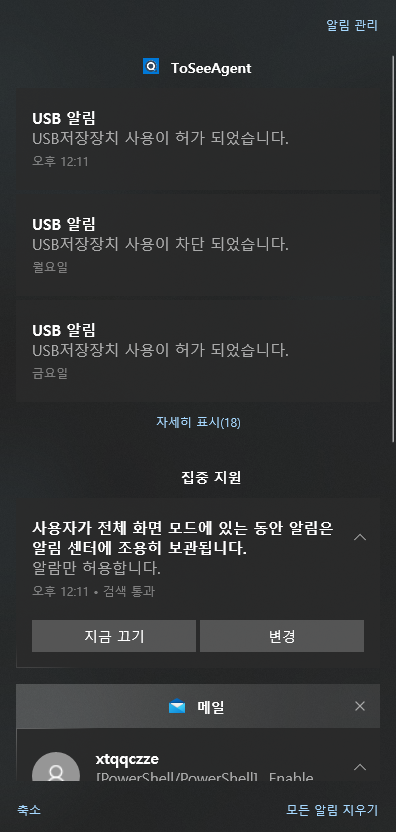 알림 관리
ToSeeAgent
USB 알림
USB저장장치 사용이 허가 되었습니다.
오후 12:11
USB 알림
USB저장장치 사용이 차단 되었습니다.
월요일
USB 알림
USB저장장치 사용이 허가 되었습니다.
금요일
자세히 표시(18)
집중 지원
사용자가 전체 화면 모드에 있는 동안 알림은
알림 센터에 조용히 보관됩니다.
알람만 허용합니다.
오후 12:11 • 검색 통과
지금 끄기
변경
메일
xtqqczze
[PowerShell/PowerShell] Enable
축소
모든 알림 지우기